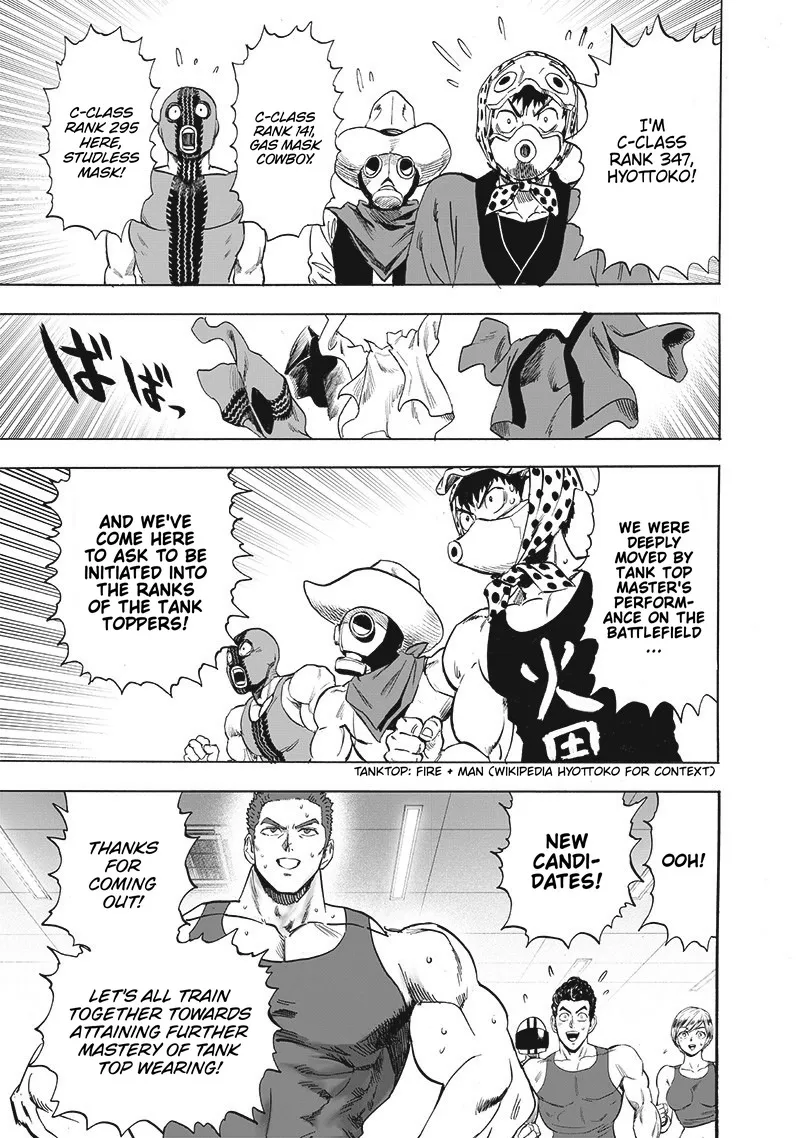 I'M
C-CLASS
RANK 347,
HYOTTOKO!
C-CLASS
RANK 141,
GAS MASK
COWBOY.
C-CLASS
RANK 295
HERE,
STUDLESS
MASK!
ばばっ
WE WERE
DEEPLY
MOVED BY
TANK TOP
MASTER'S
PERFORM-
ANCE ON THE
BATTLEFIELD
...
AND WE'VE
COME HERE
TO ASK TO BE
INITIATED INTO
THE RANKS
OF THE TANK
TOPPERS!
火
男
TANKTOP: FIRE + MAN (WIKIPEDIA HYOTTOKO FOR CONTEXT)
OOH!
NEW
CANDI-
DATES!
THANKS
FOR
COMING
OUT!
LET'S ALL TRAIN
TOGETHER TOWARDS
ATTAINING FURTHER
MASTERY OF TANK
TOP WEARING!